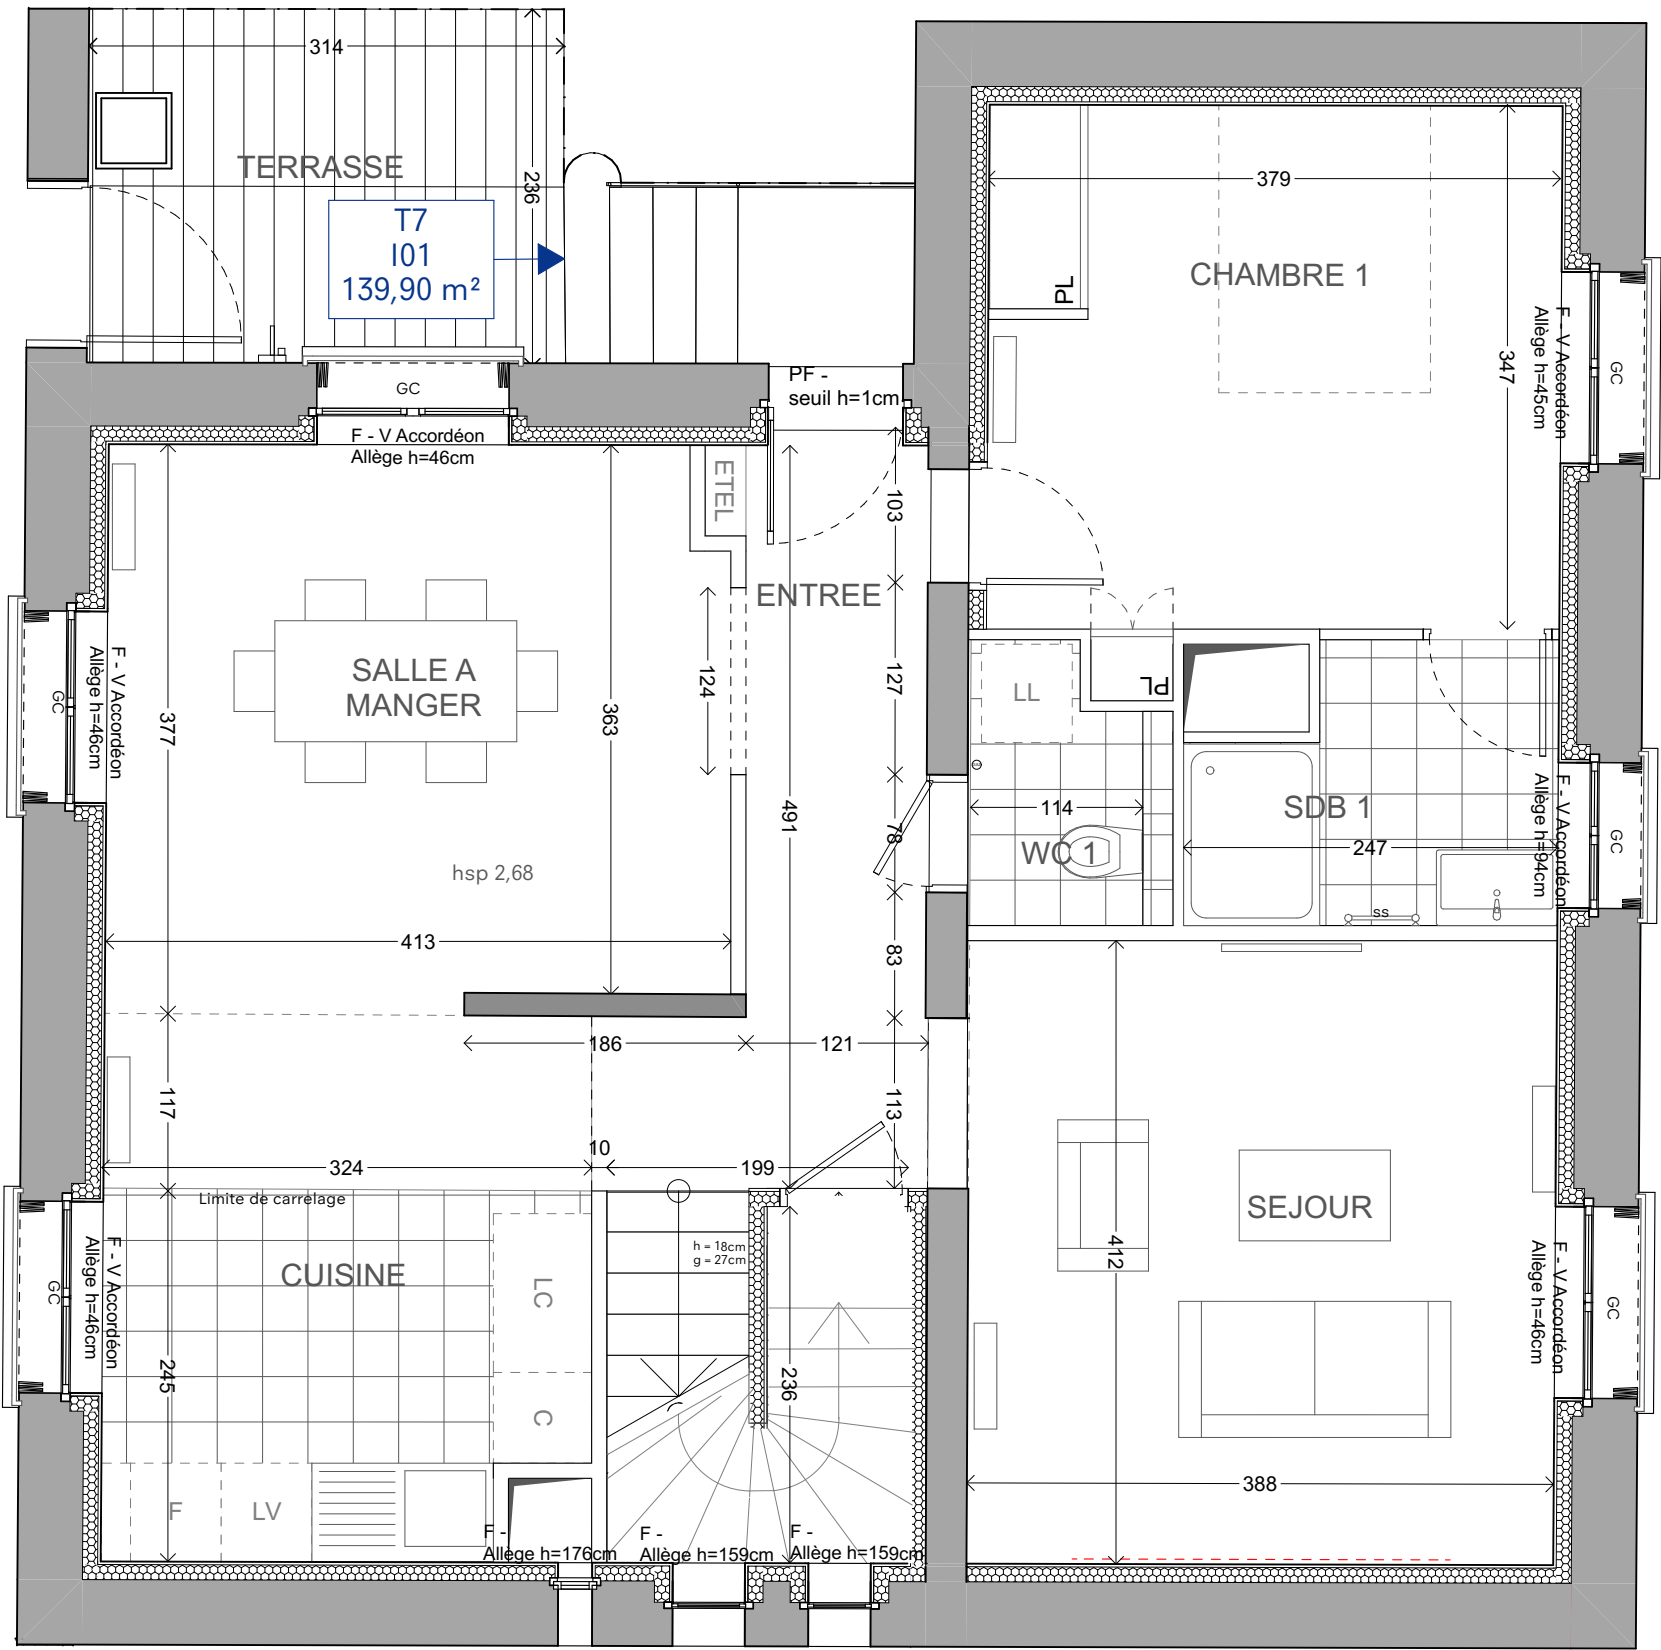 314
TERRASSE
236
T7
I01
139,90 m²
379
CHAMBRE 1
PL
347
F - V Accordéon
Allège h=45cm
GC
GC
F - V Accordéon
Allège h=46cm
PF -
seuil h=1cm
ETEL
103
ENTREE
SALLE A
MANGER
124
127
377
363
491
F - V Accordéon
Allège h=46cm
GC
LL
PL
114
WC 1
78
SDB 1
247
F - V Accordéon
Allège h=94cm
GC
ss
hsp 2,68
413
83
186
121
117
113
10
324
199
Limite de carrelage
h = 18cm
g = 27cm
CUISINE
LC
C
245
236
F - V Accordéon
Allège h=46cm
GC
SEJOUR
412
F - V Accordéon
Allège h=46cm
GC
388
F
LV
F -
Allège h=176cm
F -
Allège h=159cm
F -
Allège h=159cm